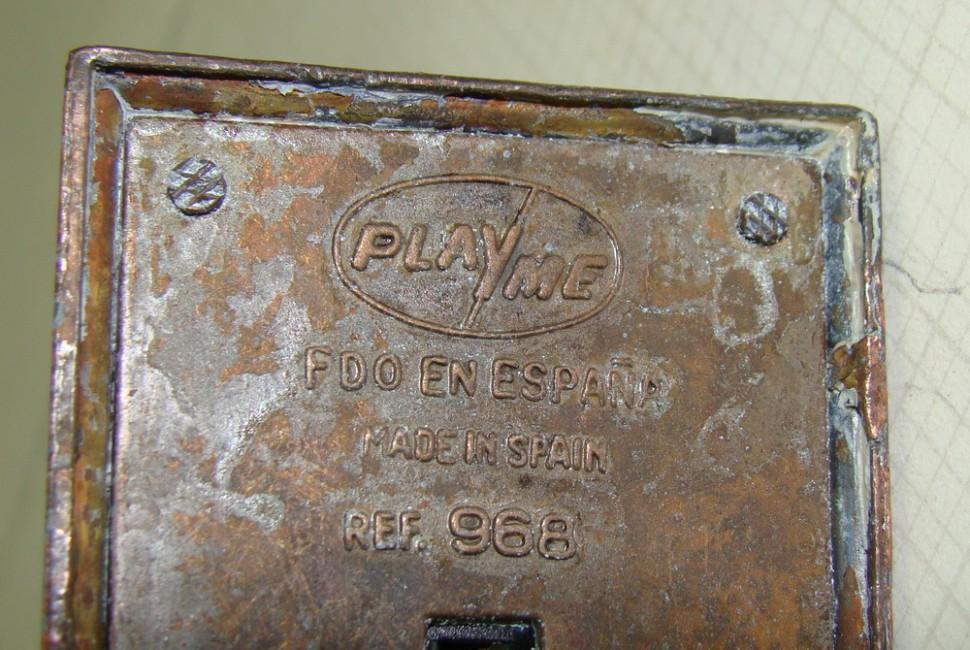 PLAYME
FDO EN ESPAÑA
MADE IN SPAIN
REF. 968